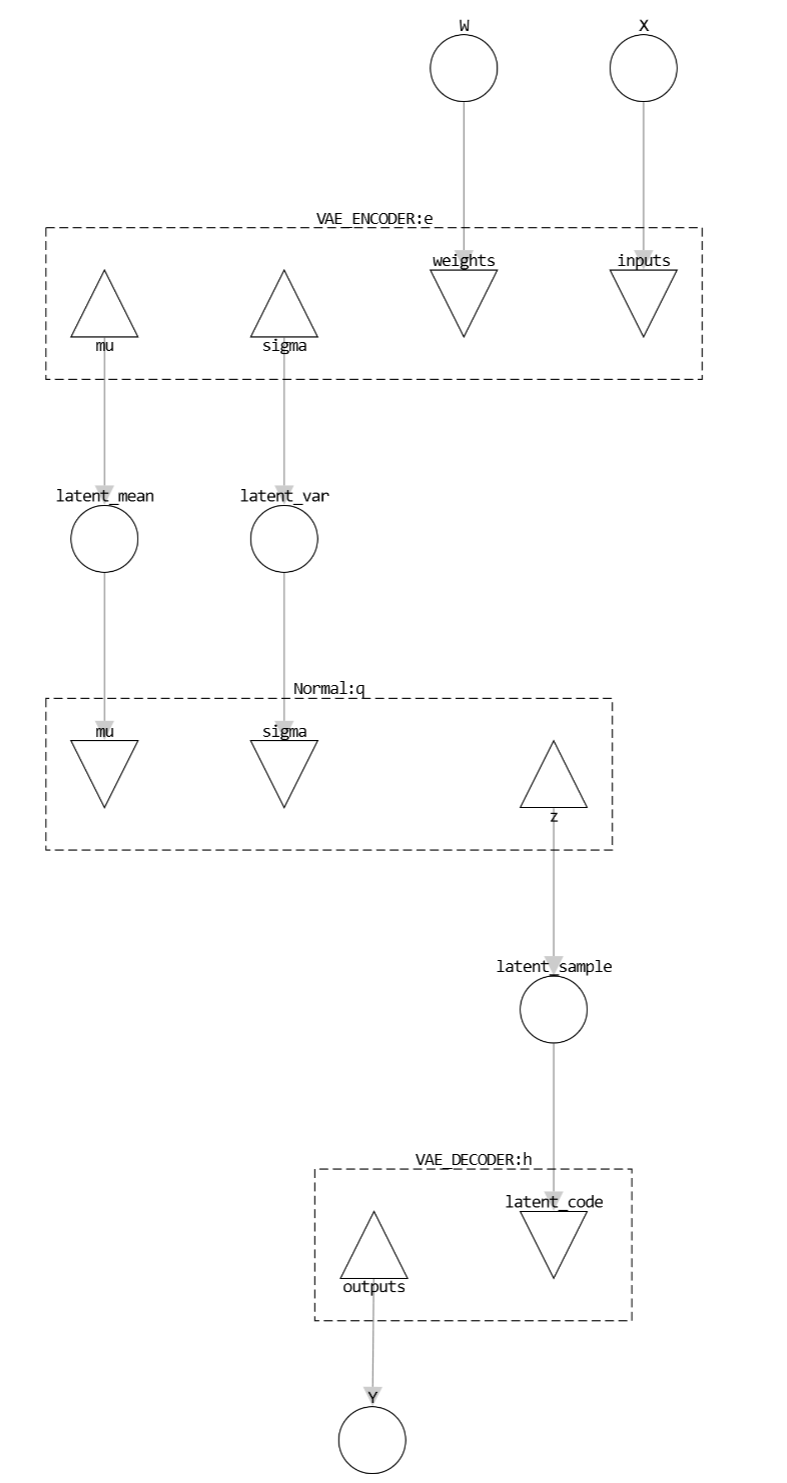 W
X
VAE_ENCODER:e
weights
inputs
mu
sigma
latent_mean
latent_var
Normal:q
mu
sigma
z
latent_sample
VAE_DECODER:h
latent_code
outputs
Y